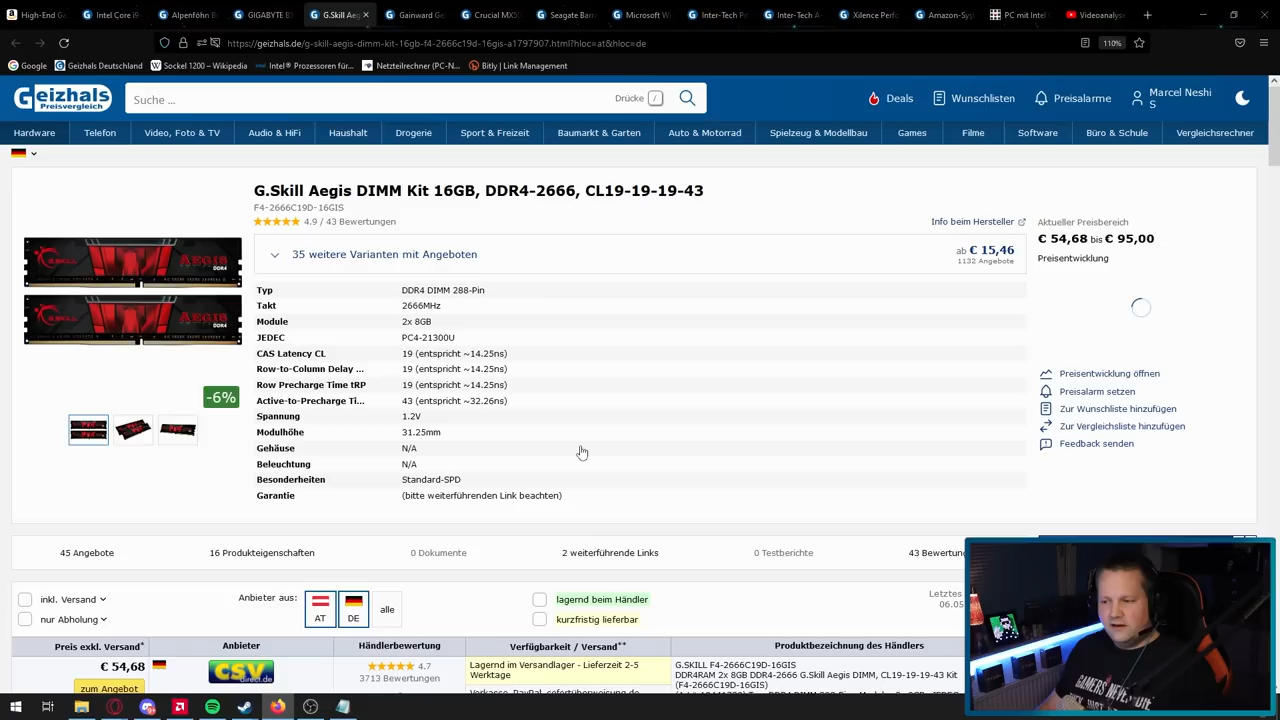 High-End G
Intel Core i9
Alpenföhn B
GIGABYTE B
G.Skill Aeg
Gainward Ge
Crucial MX5
Seagate Barr
Microsoft Wi
Inter-Tech P
Inter-Tech A
Xilence Perf
Amazon-Sys
PC mit Intel
Videoanalyse
https://geizhals.de/g-skill-aegis-dimm-kit-16gb-f4-2666c19d-16gis-a1797907.html?hloc=at&hloc=de
110%
Google
Geizhals Deutschland
Sockel 1200 – Wikipedia
Intel® Prozessoren für...
Netzteilrechner (PC-N...
Bitly | Link Management
Geizhals
Preisvergleich
Suche ...
Drücke /
Deals
Wunschlisten
Preisalarme
Marcel Neshi
S
Hardware
Telefon
Video, Foto & TV
Audio & HiFi
Haushalt
Drogerie
Sport & Freizeit
Baumarkt & Garten
Auto & Motorrad
Spielzeug & Modellbau
Games
Filme
Software
Büro & Schule
Vergleichsrechner
G.Skill Aegis DIMM Kit 16GB, DDR4-2666, CL19-19-19-43
F4-2666C19D-16GIS
4.9 / 43 Bewertungen
Info beim Hersteller
35 weitere Varianten mit Angeboten
ab € 15,46
1132 Angebote
Aktueller Preisbereich
€ 54,68 bis € 95,00
Preisentwicklung
Typ DDR4 DIMM 288-Pin
Takt 2666MHz
Module 2x 8GB
JEDEC PC4-21300U
CAS Latency CL 19 (entspricht ~14.25ns)
Row-to-Column Delay ... 19 (entspricht ~14.25ns)
Row Precharge Time tRP 19 (entspricht ~14.25ns)
Active-to-Precharge Ti... 43 (entspricht ~32.26ns)
Spannung 1.2V
Modulhöhe 31.25mm
Gehäuse N/A
Beleuchtung N/A
Besonderheiten Standard-SPD
Garantie (bitte weiterführenden Link beachten)
-6%
Preisentwicklung öffnen
Preisalarm setzen
Zur Wunschliste hinzufügen
Zur Vergleichsliste hinzufügen
Feedback senden
45 Angebote
16 Produkteigenschaften
0 Dokumente
2 weiterführende Links
0 Testberichte
43 Bewertun
inkl. Versand
nur Abholung
Anbieter aus:
AT
DE
alle
lagernd beim Händler
kurzfristig lieferbar
Letztes
06.05
Preis exkl. Versand*
Anbieter
Händlerbewertung
Verfügbarkeit / Versand**
Produktbezeichnung des Händlers
€ 54,68
zum Angebot
CSV
4.7
3713 Bewertungen
Lagernd im Versandlager - Lieferzeit 2-5
Werktage
G.SKILL F4-2666C19D-16GIS
DDR4RAM 2x 8GB DDR4-2666 G.Skill Aegis DIMM, CL19-19-19-43 Kit
(F4-2666C19D-16GIS)
GAMERS NEVER